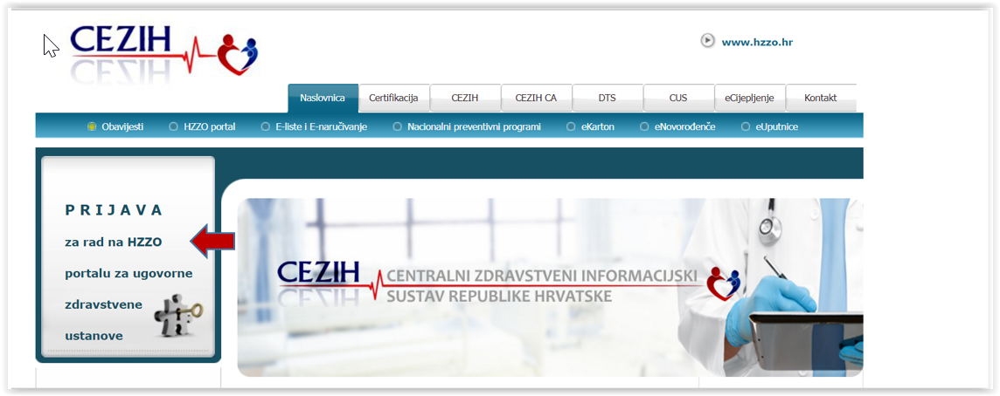 CEZIH
www.hzzo.hr
Naslovnica Certifikacija CEZIH CEZIH CA DTS CUS eCijepljenje Kontakt
Obavijesti HZZO portal E-liste i E-naručivanje Nacionalni preventivni programi eKarton eNovorođenče eUputnice
P R I J A V A
za rad na HZZO
portalu za ugovorne
zdravstvene
ustanove
CEZIH CENTRALNI ZDRAVSTVENI INFORMACIJSKI
SUSTAV REPUBLIKE HRVATSKE